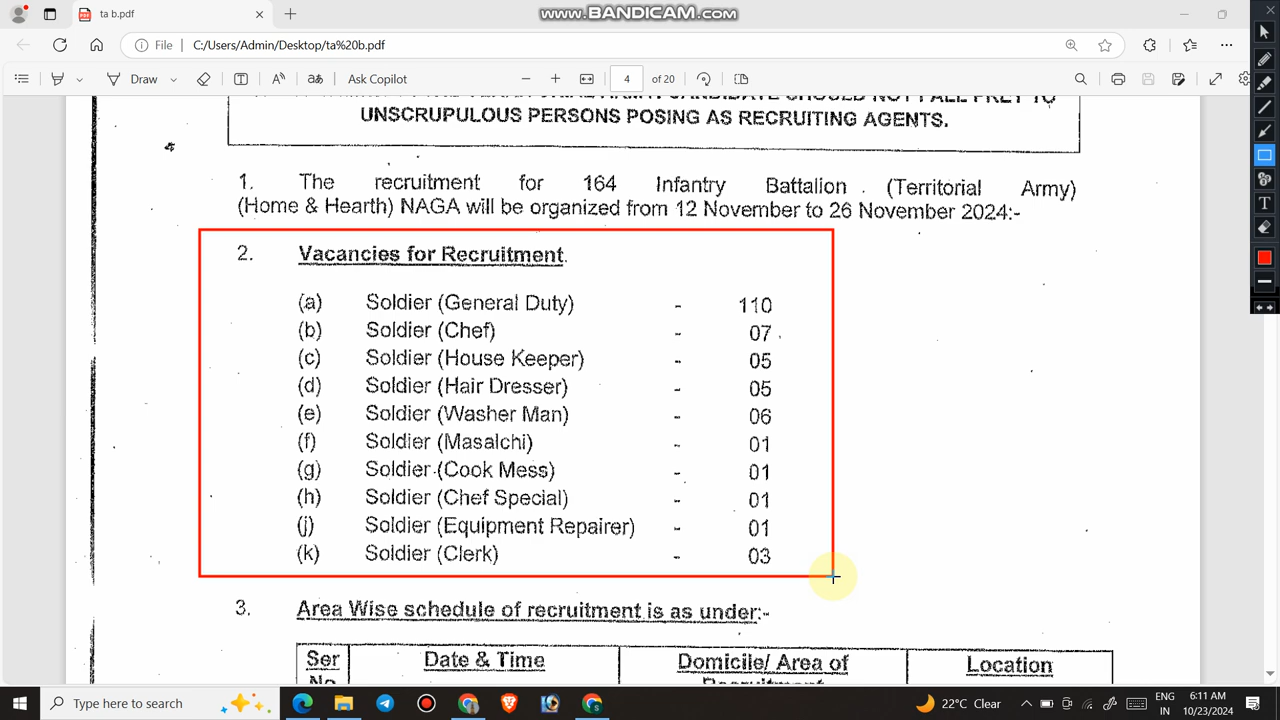 ta b.pdf
www.BANDICAM.com
File
C:/Users/Admin/Desktop/ta%20b.pdf
Draw
Ask Copilot
4
of 20
UNSCRUPULOUS PERSONS POSING AS RECRUITING AGENTS.
1. The recruitment for 164 Infantry Battalion (Territorial Army)
(Home & Hearth) NAGA will be organized from 12 November to 26 November 2024:-
2. Vacancies for Recruitment.
(a) Soldier (General Duty) - 110
(b) Soldier (Chef) - 07
(c) Soldier (House Keeper) - 05
(d) Soldier (Hair Dresser) - 05
(e) Soldier (Washer Man) - 06
(f) Soldier (Masalchi) - 01
(g) Soldier (Cook Mess) - 01
(h) Soldier (Chef Special) - 01
(j) Soldier (Equipment Repairer) - 01
(k) Soldier (Clerk) - 03
3. Area Wise schedule of recruitment is as under:-
Ser Date & Time Domicile/ Area of Location
No Recruitment
Type here to search
22°C Clear
ENG
IN
6:11 AM
10/23/2024